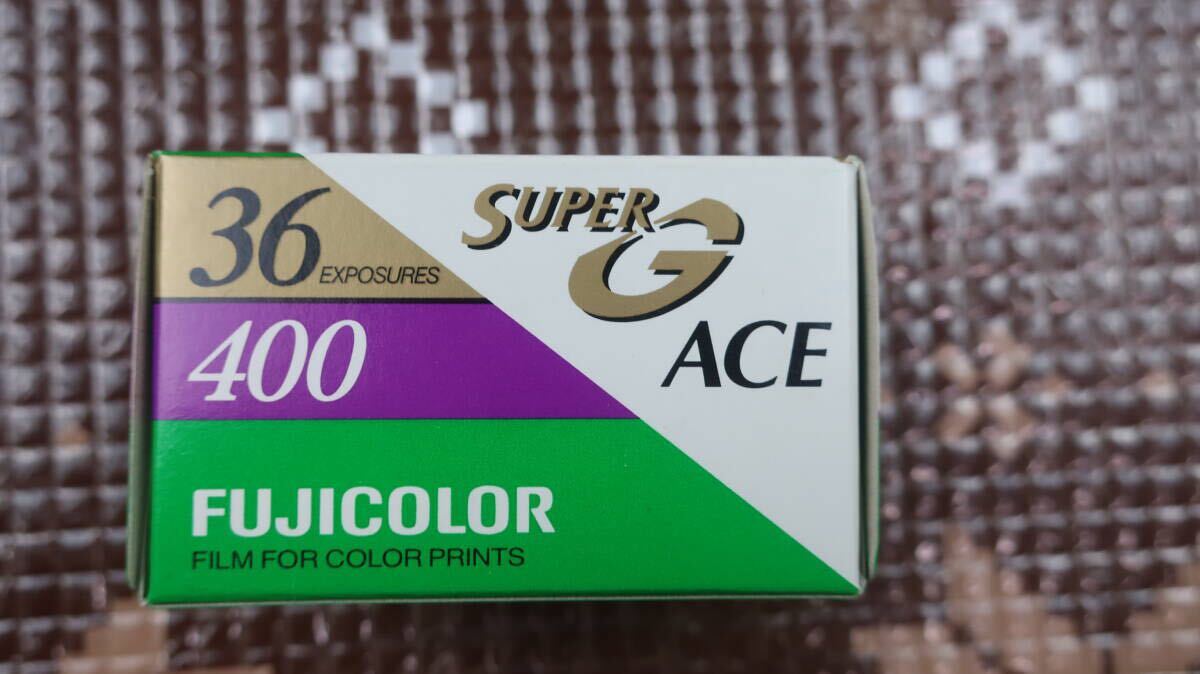 36 EXPOSURES
SUPER G
ACE
400
FUJICOLOR
FILM FOR COLOR PRINTS